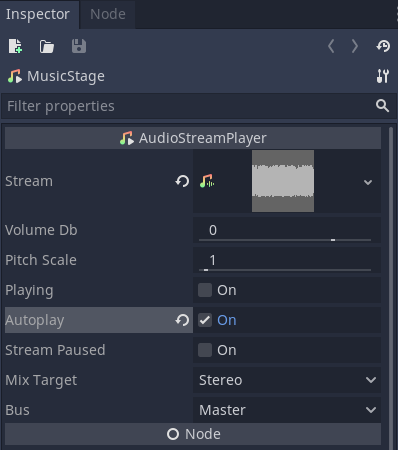 Inspector Node
MusicStage
Filter properties
AudioStreamPlayer
Stream
Volume Db 0
Pitch Scale 1
Playing On
Autoplay On
Stream Paused On
Mix Target Stereo
Bus Master
Node